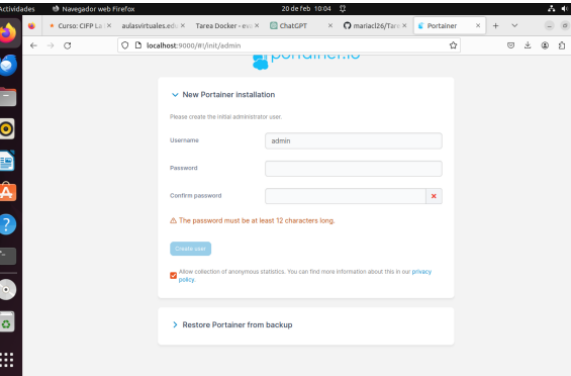 Actividades
Navegador web Firefox
20 de feb 10:04
Curso: CIFP La
aulasvirtuales.edu
Tarea Docker - eva
ChatGPT
mariacl26/Tare
Portainer
localhost:9000/#!/init/admin
portainer.io
New Portainer installation
Please create the initial administrator user.
Username
admin
Password
Confirm password
The password must be at least 12 characters long.
Create user
Allow collection of anonymous statistics. You can find more information about this in our privacy
policy.
Restore Portainer from backup